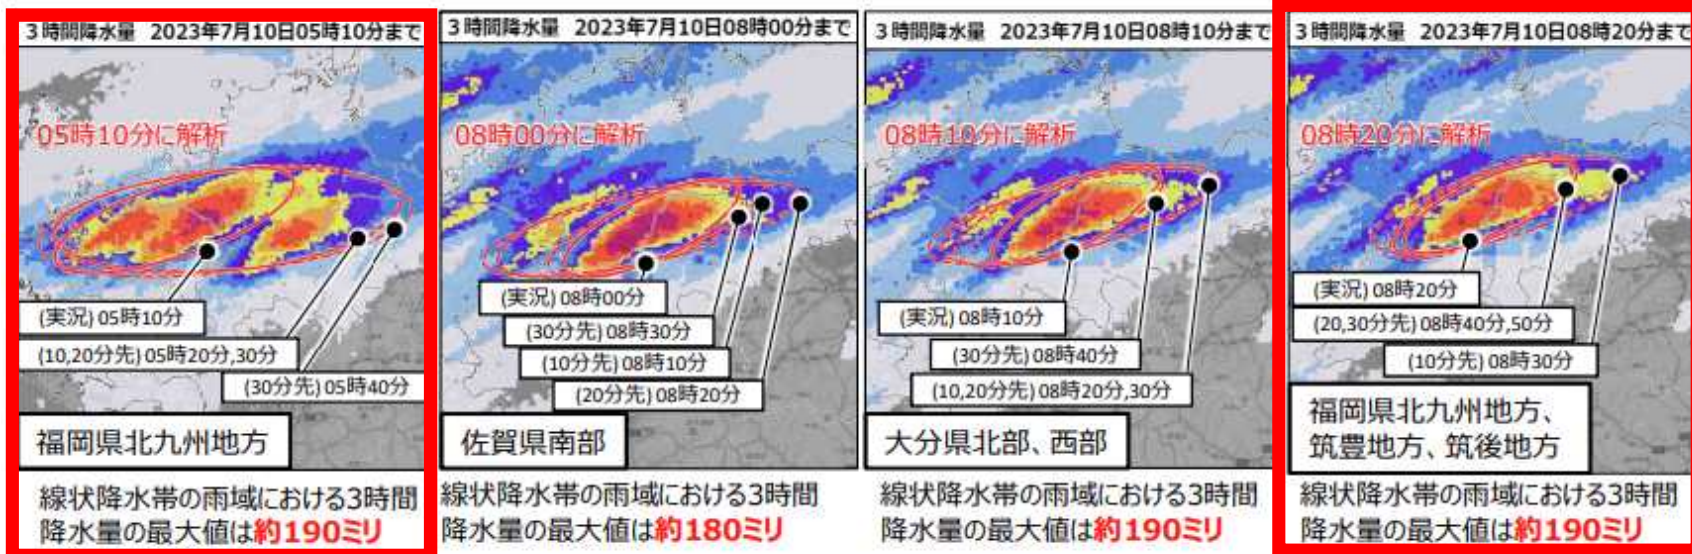 3時間降水量 2023年7月10日05時10分まで
05時10分に解析
(実況) 05時10分
(10,20分先) 05時20分,30分
(30分先) 05時40分
福岡県北九州地方
線状降水帯の雨域における3時間
降水量の最大値は約190ミリ
3時間降水量 2023年7月10日08時00分まで
08時00分に解析
(実況) 08時00分
(30分先) 08時30分
(10分先) 08時10分
(20分先) 08時20分
佐賀県南部
線状降水帯の雨域における3時間
降水量の最大値は約180ミリ
3時間降水量 2023年7月10日08時10分まで
08時10分に解析
(実況) 08時10分
(30分先) 08時40分
(10,20分先) 08時20分,30分
大分県北部、西部
線状降水帯の雨域における3時間
降水量の最大値は約190ミリ
3時間降水量 2023年7月10日08時20分まで
08時20分に解析
(実況) 08時20分
(20,30分先) 08時40分,50分
(10分先) 08時30分
福岡県北九州地方、
筑豊地方、筑後地方
線状降水帯の雨域における3時間
降水量の最大値は約190ミリ